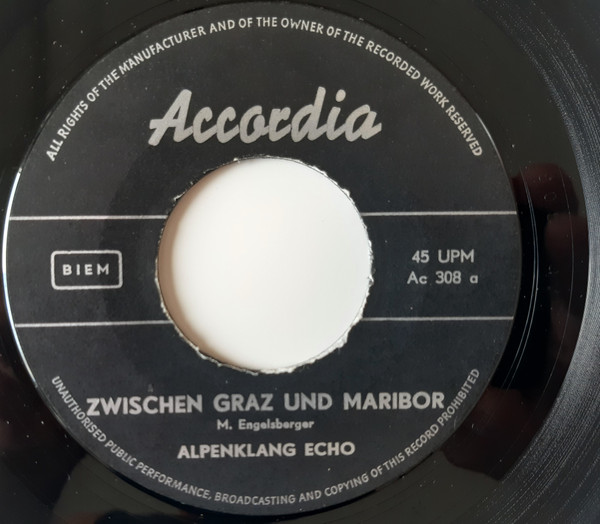 ALL RIGHTS OF THE MANUFACTURER AND OF THE OWNER OF THE RECORDED WORK RESERVED
Accordia
BIEM
45 UPM
Ac 308 a
ZWISCHEN GRAZ UND MARIBOR
M. Engelsberger
ALPENKLANG ECHO
UNAUTHORISED PUBLIC PERFORMANCE, BROADCASTING AND COPYING OF THIS RECORD PROHIBITED